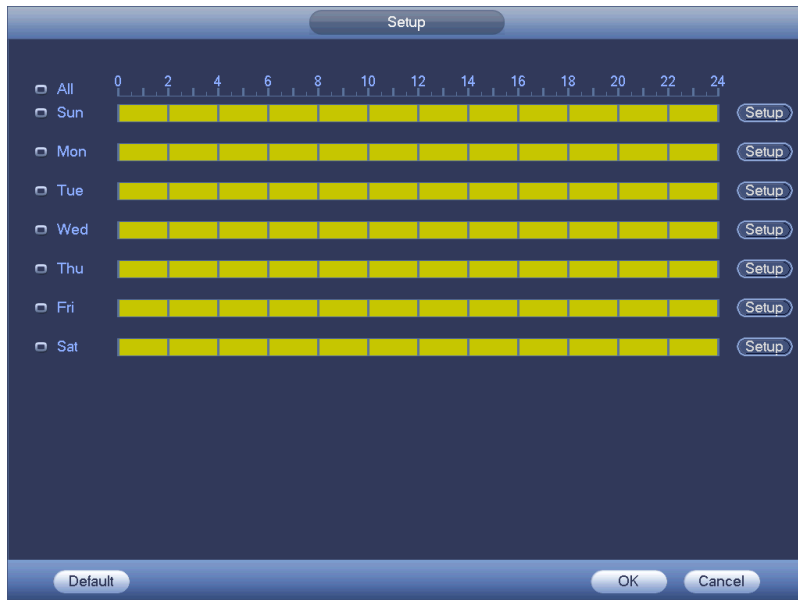 Setup
All 0 2 4 6 8 10 12 14 16 18 20 22 24
Sun Setup
Mon Setup
Tue Setup
Wed Setup
Thu Setup
Fri Setup
Sat Setup
Default OK Cancel